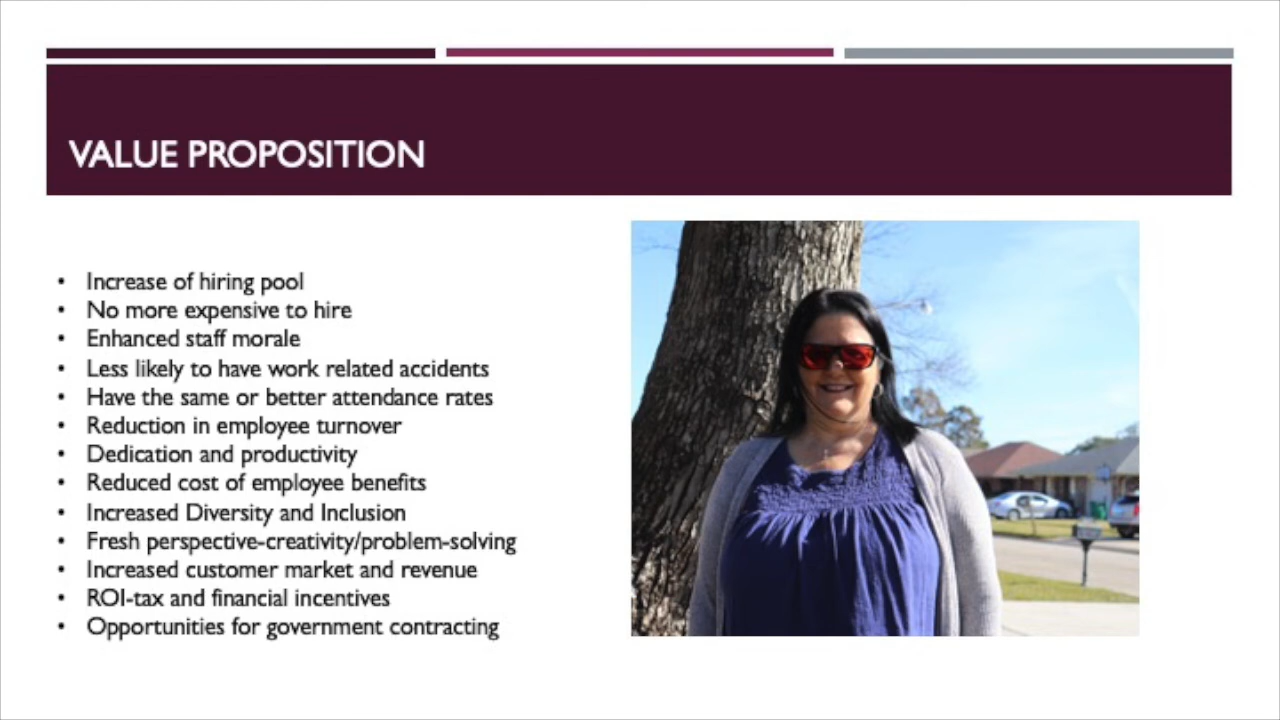 VALUE PROPOSITION
• Increase of hiring pool
• No more expensive to hire
• Enhanced staff morale
• Less likely to have work related accidents
• Have the same or better attendance rates
• Reduction in employee turnover
• Dedication and productivity
• Reduced cost of employee benefits
• Increased Diversity and Inclusion
• Fresh perspective-creativity/problem-solving
• Increased customer market and revenue
• ROI-tax and financial incentives
• Opportunities for government contracting